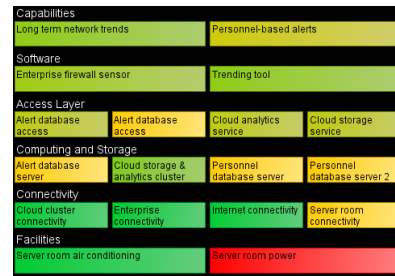 Capabilities
Long term network trends
Personnel-based alerts
Software
Enterprise firewall sensor
Trending tool
Access Layer
Alert database
access
Alert database
access
Cloud analytics
service
Cloud storage
service
Computing and Storage
Alert database
server
Cloud storage &
analytics cluster
Personnel
database server
Personnel
database server 2
Connectivity
Cloud cluster
connectivity
Enterprise
connectivity
Internet connectivity
Server room
connectivity
Facilities
Server room air conditioning
Server room power